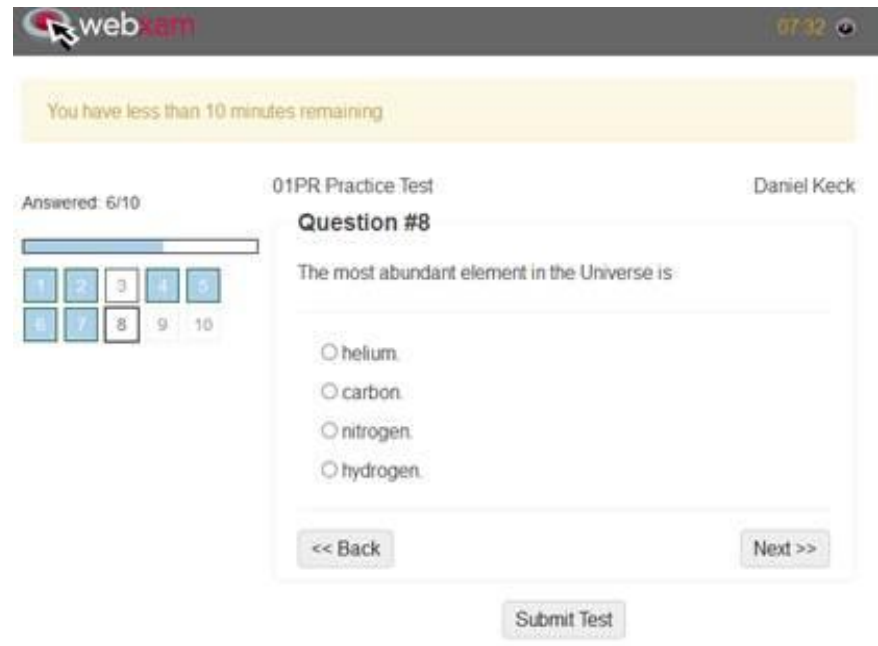 webxam
07:32
You have less than 10 minutes remaining
01PR Practice Test
Daniel Keck
Answered: 6/10
Question #8
The most abundant element in the Universe is
1 2 3 4 5
6 7 8 9 10
helium.
carbon.
nitrogen.
hydrogen.
<< Back
Next >>
Submit Test